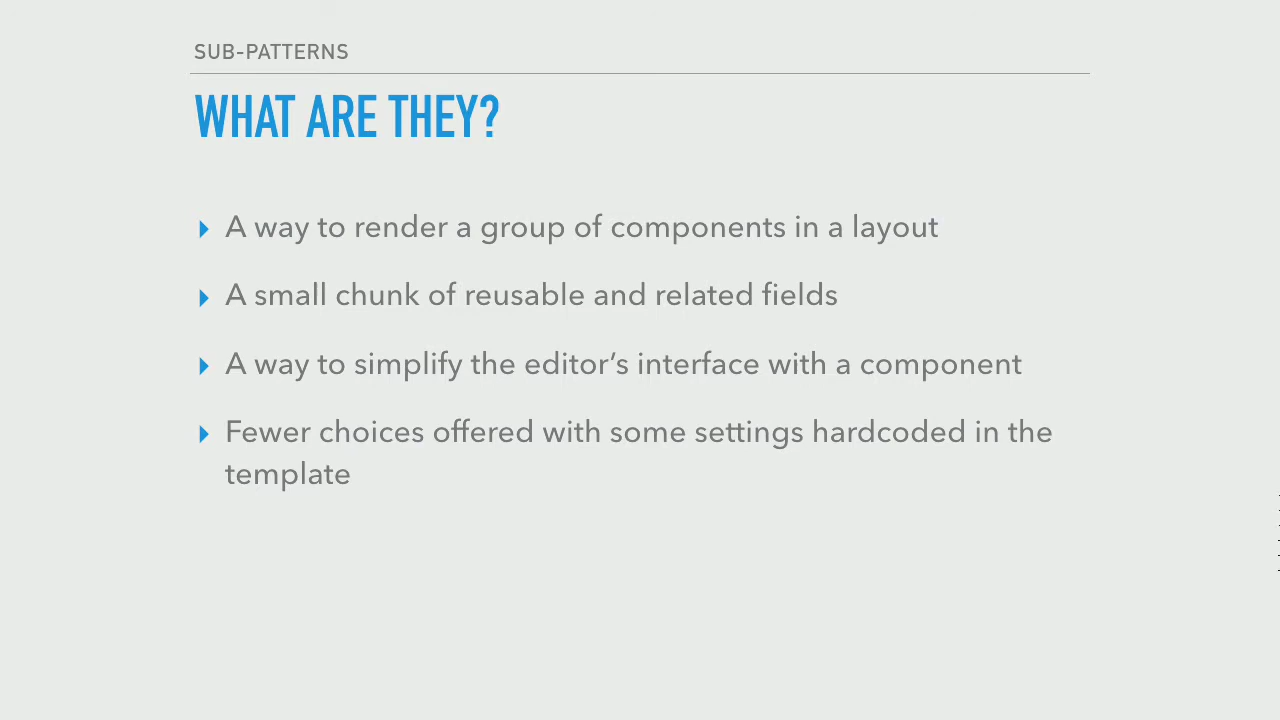 SUB-PATTERNS
WHAT ARE THEY?
A way to render a group of components in a layout
A small chunk of reusable and related fields
A way to simplify the editor’s interface with a component
Fewer choices offered with some settings hardcoded in the
template